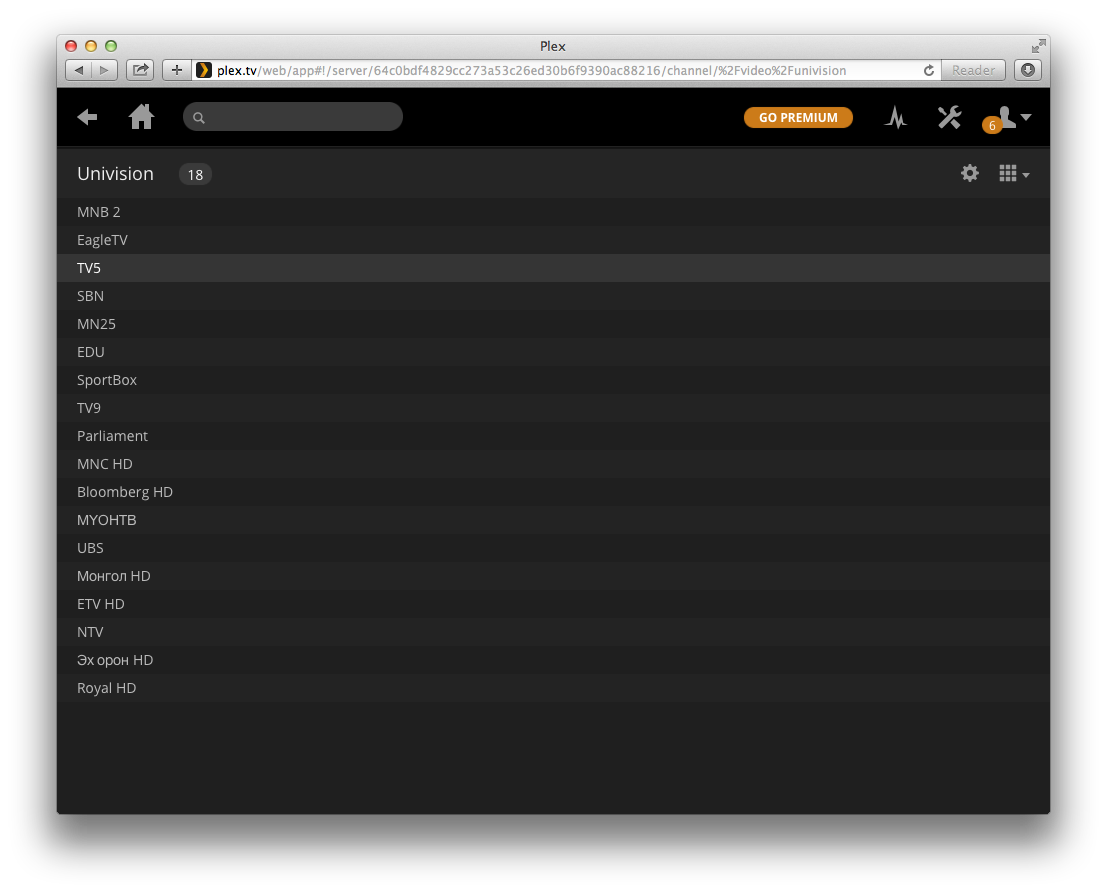 Plex
plex.tv/web/app#!/server/64c0bdf4829cc273a53c26ed30b6f9390ac88216/channel/%2Fvideo%2Funivision
Reader
GO PREMIUM
6
Univision 18
MNB 2
EagleTV
TV5
SBN
MN25
EDU
SportBox
TV9
Parliament
MNC HD
Bloomberg HD
МҮОНТВ
UBS
Монгол HD
ETV HD
NTV
Эх орон HD
Royal HD